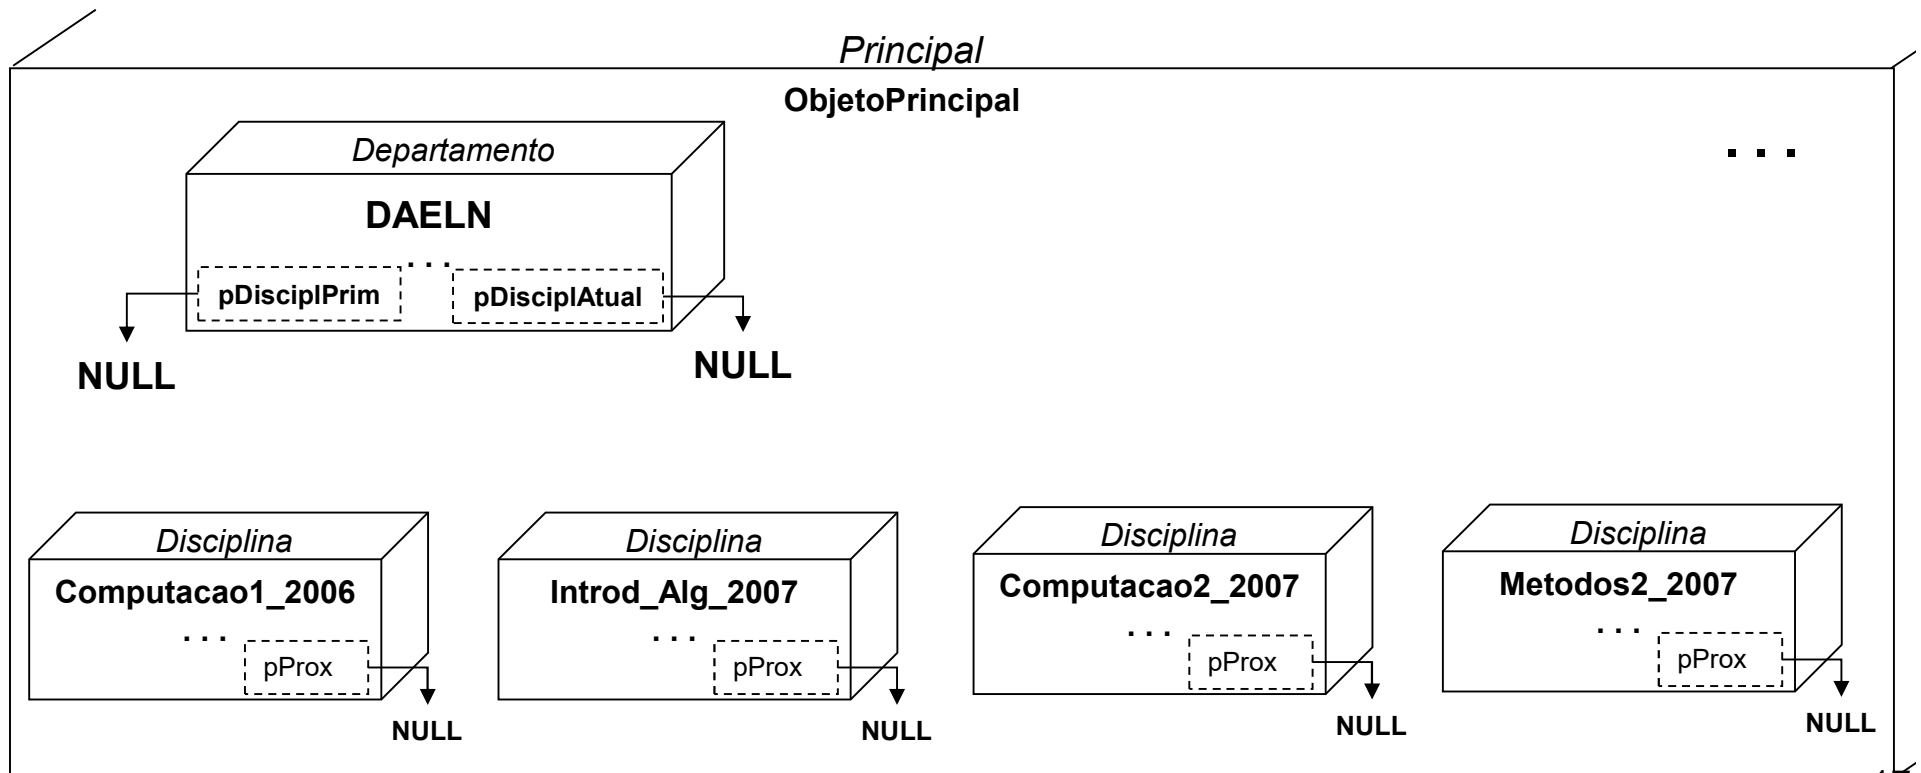 Principal
ObjetoPrincipal
. . .
Departamento
DAELN
. . .
pDisciplPrim
pDisciplAtual
NULL
NULL
Disciplina
Computacao1_2006
. . .
pProx
NULL
Disciplina
Introd_Alg_2007
. . .
pProx
NULL
Disciplina
Computacao2_2007
. . .
pProx
NULL
Disciplina
Metodos2_2007
. . .
pProx
NULL